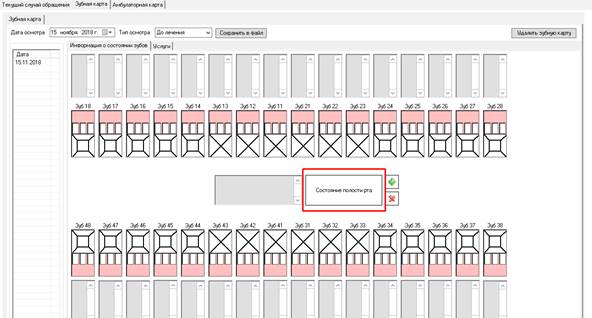 Текущий случай обращения Зубная карта Амбулаторная карта
Зубная карта
Дата осмотра 15 ноября 2018 г. Тип осмотра До лечения Сохранить в файл Удалить зубную карту
Информация о состоянии зубов Услуги
Дата
15.11.2018
Зуб 18 Зуб 17 Зуб 16 Зуб 15 Зуб 14 Зуб 13 Зуб 12 Зуб 11 Зуб 21 Зуб 22 Зуб 23 Зуб 24 Зуб 25 Зуб 26 Зуб 27 Зуб 28
Состояние полости рта
Зуб 48 Зуб 47 Зуб 46 Зуб 45 Зуб 44 Зуб 43 Зуб 42 Зуб 41 Зуб 31 Зуб 32 Зуб 33 Зуб 34 Зуб 35 Зуб 36 Зуб 37 Зуб 38